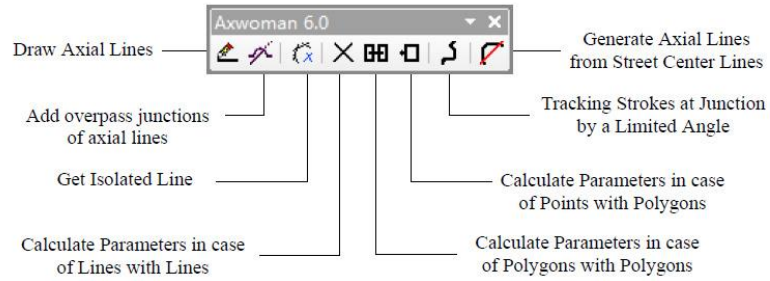 Axwoman 6.0
Draw Axial Lines
Generate Axial Lines
from Street Center Lines
Add overpass junctions
of axial lines
Tracking Strokes at Junction
by a Limited Angle
Get Isolated Line
Calculate Parameters in case
of Points with Polygons
Calculate Parameters in case
of Lines with Lines
Calculate Parameters in case
of Polygons with Polygons